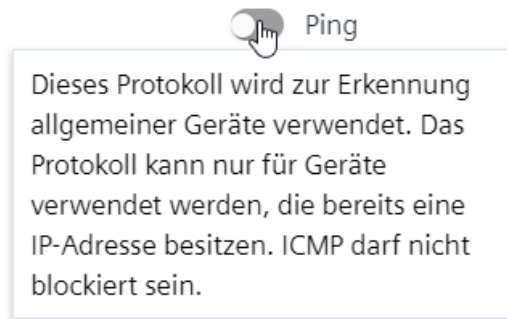 Ping
Dieses Protokoll wird zur Erkennung
allgemeiner Geräte verwendet. Das
Protokoll kann nur für Geräte
verwendet werden, die bereits eine
IP-Adresse besitzen. ICMP darf nicht
blockiert sein.